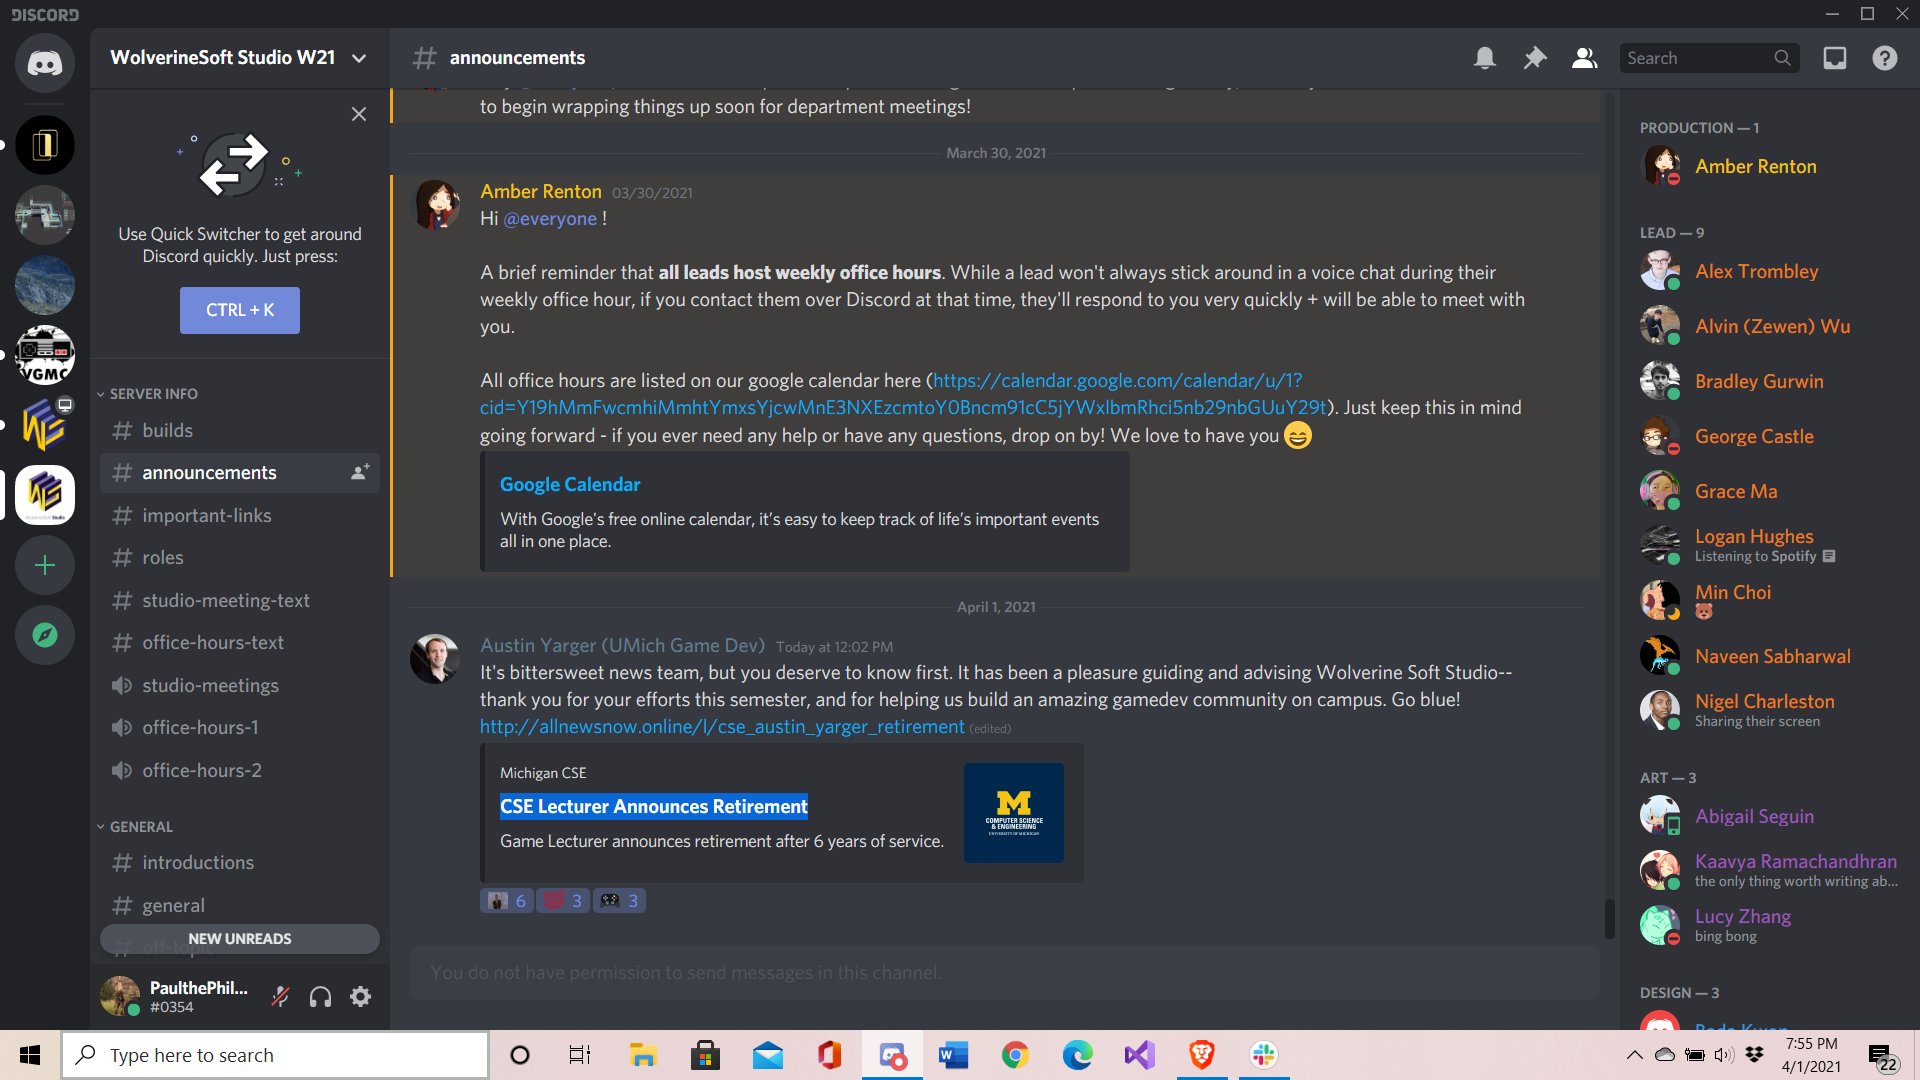 DISCORD
WolverineSoft Studio W21
announcements
Search
Use Quick Switcher to get around
Discord quickly. Just press:
CTRL + K
SERVER INFO
builds
announcements
important-links
roles
studio-meeting-text
office-hours-text
studio-meetings
office-hours-1
office-hours-2
GENERAL
introductions
general
off-topic
NEW UNREADS
PaulthePhil...
#0354
VGMC
to begin wrapping things up soon for department meetings!
March 30, 2021
Amber Renton 03/30/2021
Hi @everyone !
A brief reminder that all leads host weekly office hours. While a lead won't always stick around in a voice chat during their
weekly office hour, if you contact them over Discord at that time, they'll respond to you very quickly + will be able to meet with
you.
All office hours are listed on our google calendar here (https://calendar.google.com/calendar/u/1?
cid=Y19hMmFwcmhiMmhtYmxsYjcwMnE3NXEzcmtoY0Bncm91cC5jYWxlbmRhci5nb29nbGUuY29t). Just keep this in mind
going forward - if you ever need any help or have any questions, drop on by! We love to have you 😄
Google Calendar
With Google's free online calendar, it's easy to keep track of life's important events
all in one place.
April 1, 2021
Austin Yarger (UMich Game Dev) Today at 12:02 PM
It's bittersweet news team, but you deserve to know first. It has been a pleasure guiding and advising Wolverine Soft Studio--
thank you for your efforts this semester, and for helping us build an amazing gamedev community on campus. Go blue!
http://allnewsnow.online/l/cse_austin_yarger_retirement (edited)
Michigan CSE
CSE Lecturer Announces Retirement
Game Lecturer announces retirement after 6 years of service.
M
COMPUTER SCIENCE
& ENGINEERING
UNIVERSITY OF MICHIGAN
6 3 3
You do not have permission to send messages in this channel.
PRODUCTION — 1
Amber Renton
LEAD — 9
Alex Trombley
Alvin (Zewen) Wu
Bradley Gurwin
George Castle
Grace Ma
Logan Hughes
Listening to Spotify
Min Choi
Naveen Sabharwal
Nigel Charleston
Sharing their screen
ART — 3
Abigail Seguin
Kaavya Ramachandhran
the only thing worth writing ab...
Lucy Zhang
bing bong
DESIGN — 3
Type here to search
7:55 PM
4/1/2021
22